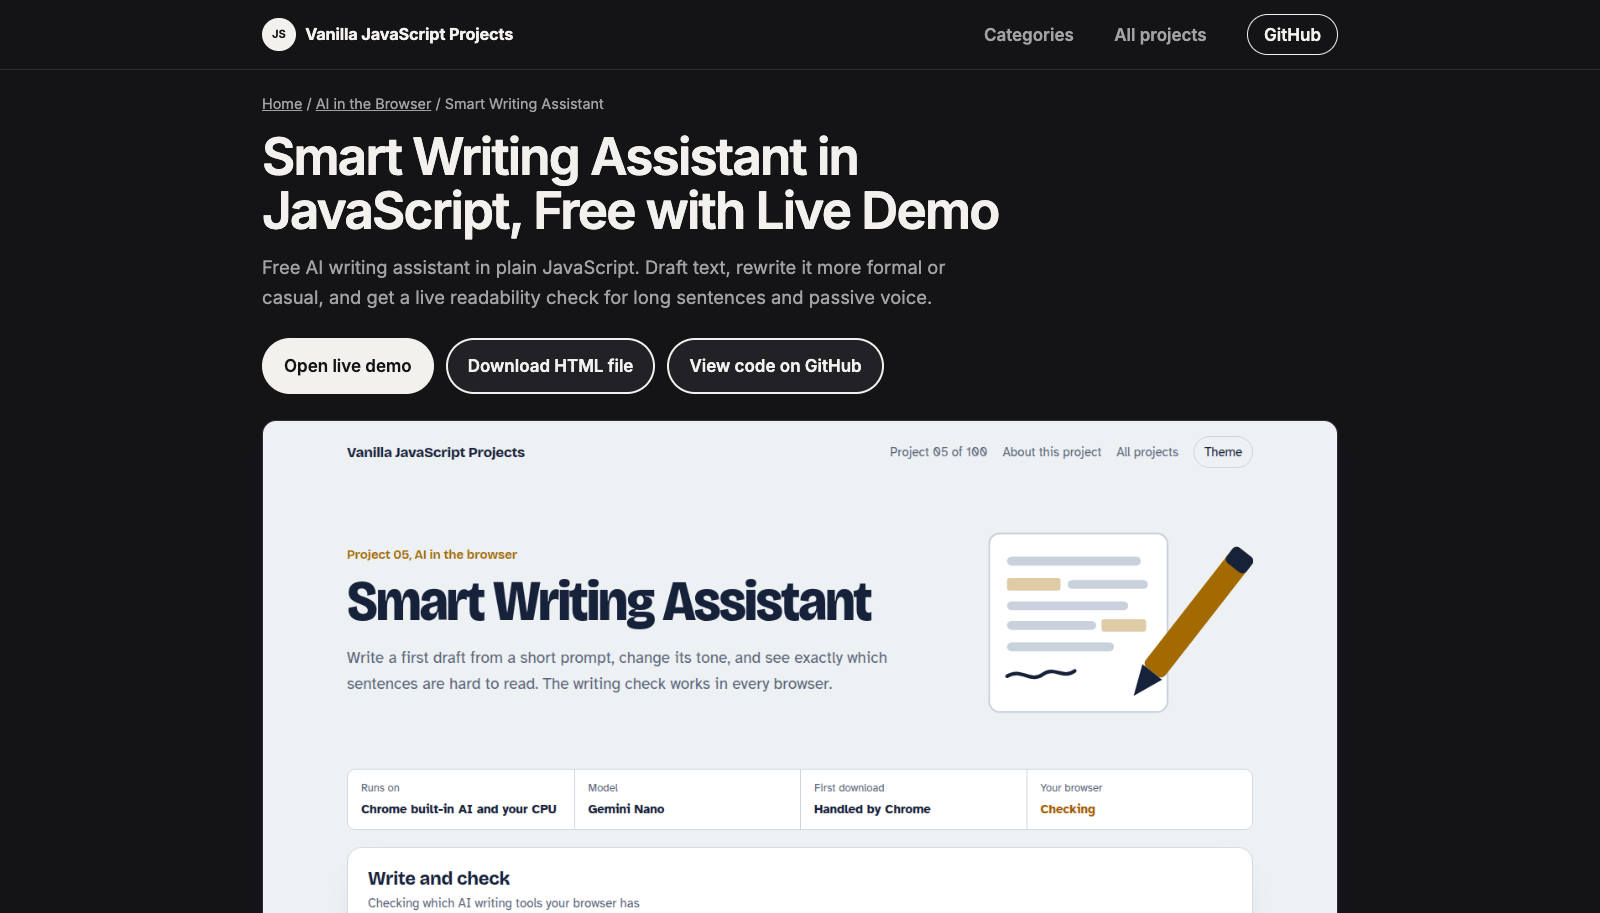 JS Vanilla JavaScript Projects Categories All projects GitHub
Home / AI in the Browser / Smart Writing Assistant
Smart Writing Assistant in
JavaScript, Free with Live Demo
Free AI writing assistant in plain JavaScript. Draft text, rewrite it more formal or
casual, and get a live readability check for long sentences and passive voice.
Open live demo Download HTML file View code on GitHub
Vanilla JavaScript Projects Project 05 of 100 About this project All projects Theme
Project 05, AI in the browser
Smart Writing Assistant
Write a first draft from a short prompt, change its tone, and see exactly which
sentences are hard to read. The writing check works in every browser.
Runs on Model First download Your browser
Chrome built-in AI and your CPU Gemini Nano Handled by Chrome Checking
Write and check
Checking which AI writing tools your browser has